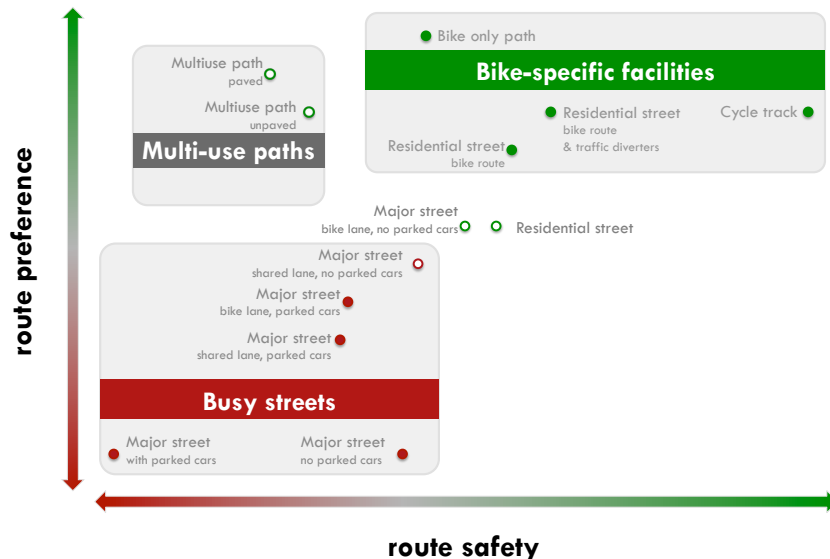 Bike only path
Bike-specific facilities
Multiuse path
paved
Multiuse path
unpaved
Multi-use paths
Residential street
bike route
& traffic diverters
Cycle track
Residential street
bike route
Major street
bike lane, no parked cars
Residential street
Major street
shared lane, no parked cars
Major street
bike lane, parked cars
Major street
shared lane, parked cars
Busy streets
Major street
with parked cars
Major street
no parked cars
route preference
route safety